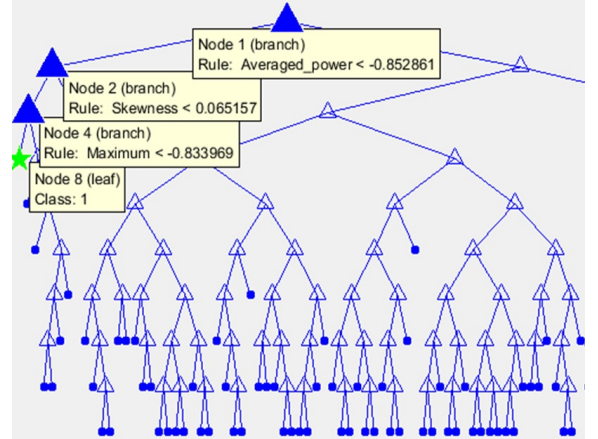 Node 1 (branch)
Rule: Averaged_power < -0.852861
Node 2 (branch)
Rule: Skewness < 0.065157
Node 4 (branch)
Rule: Maximum < -0.833969
Node 8 (leaf)
Class: 1